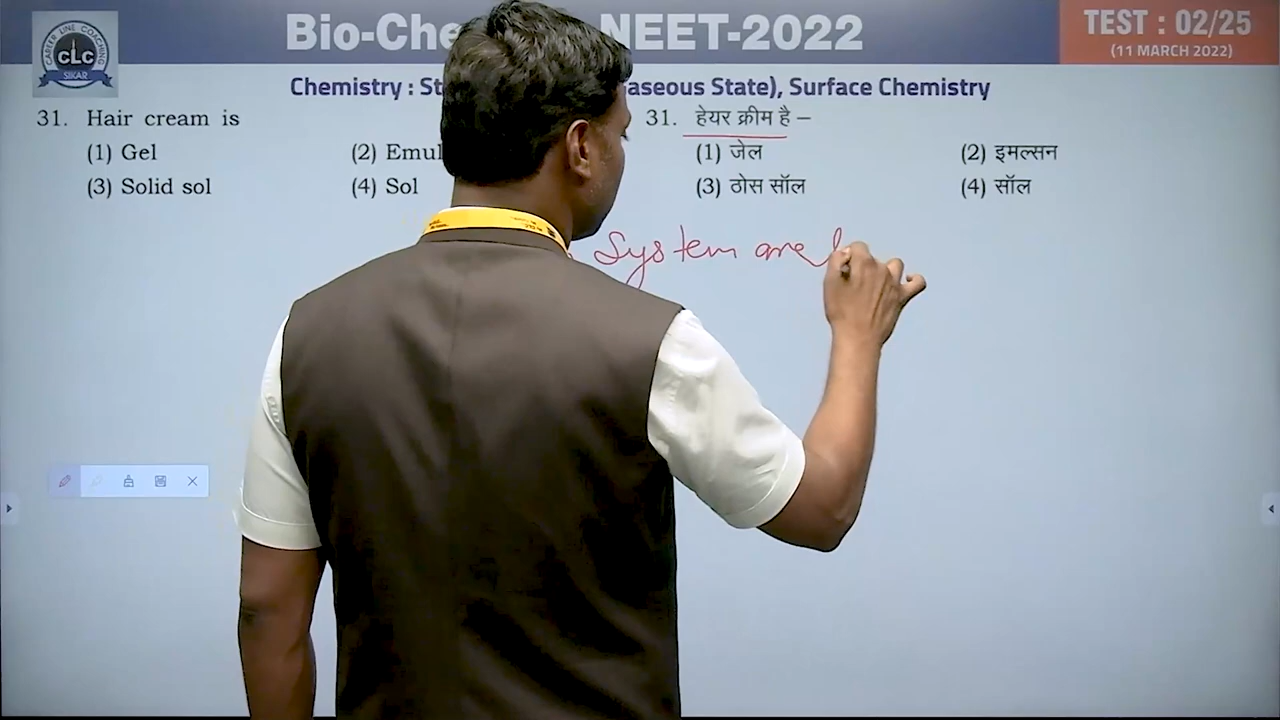 CAREER LINE COACHING
CLC
SIKAR
Bio-Che NEET-2022
TEST : 02/25
(11 MARCH 2022)
Chemistry : St aseous State), Surface Chemistry
31. Hair cream is
(1) Gel (2) Emul
(3) Solid sol (4) Sol
31. हेयर क्रीम है –
(1) जेल (2) इमल्सन
(3) ठोस सॉल (4) सॉल
System are